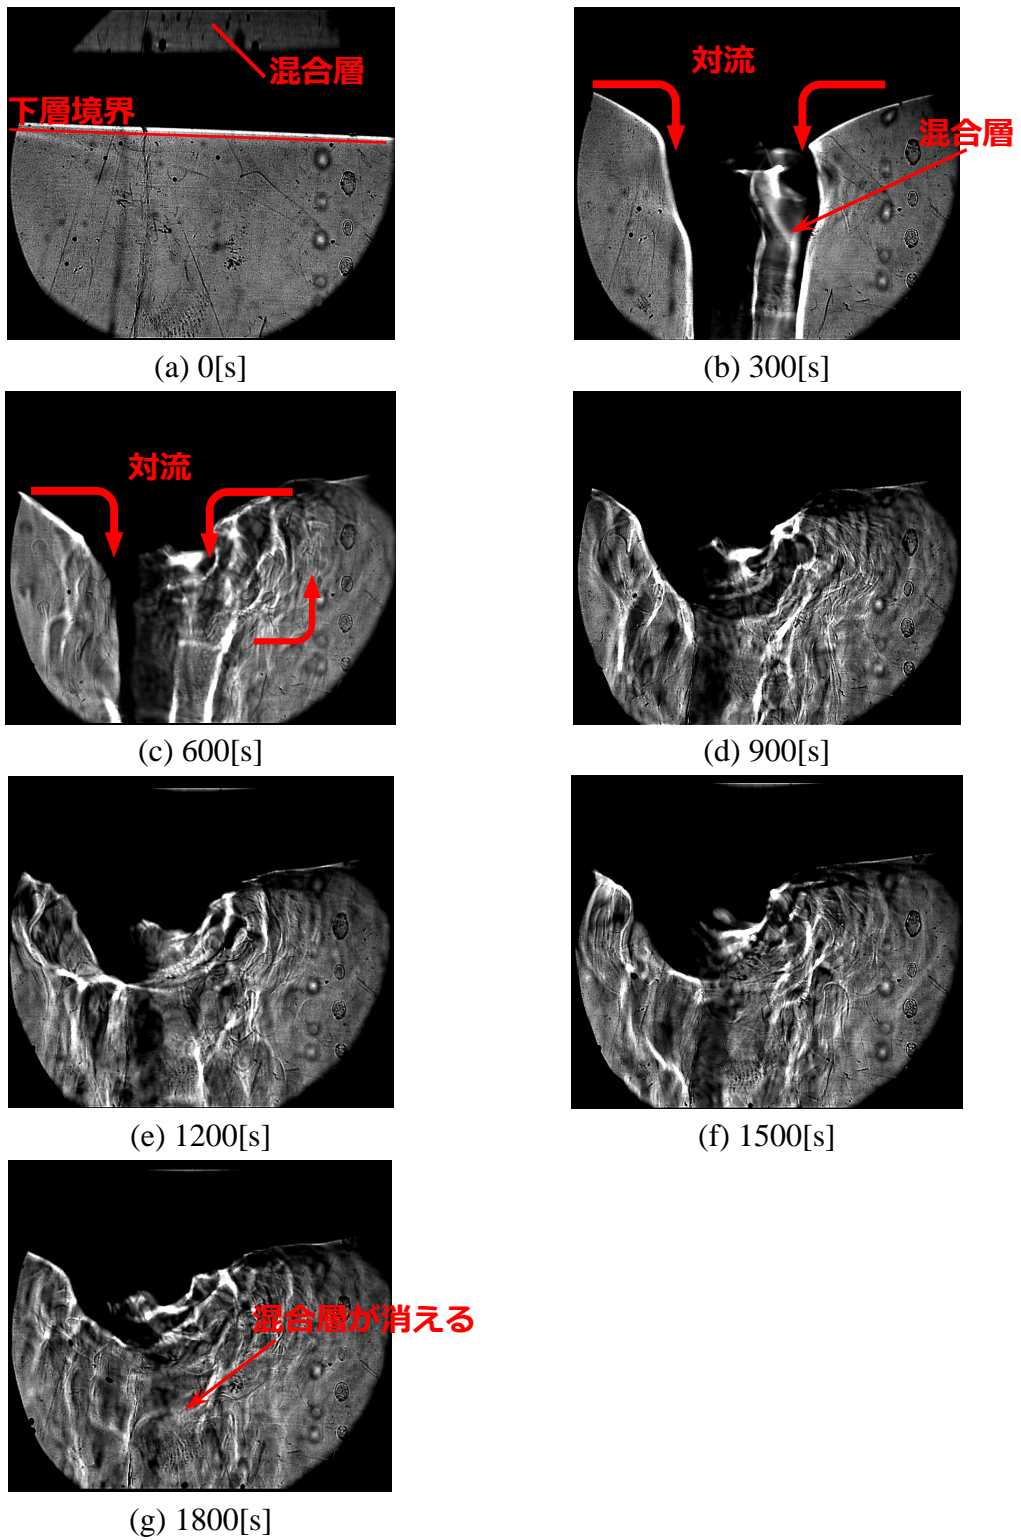 混合層
下層境界
(a) 0[s]
対流
混合層
(b) 300[s]
対流
(c) 600[s]
(d) 900[s]
(e) 1200[s]
(f) 1500[s]
混合層が消える
(g) 1800[s]